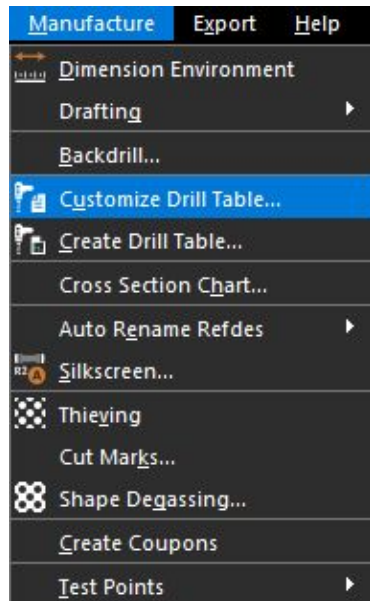 Manufacture Export Help
Dimension Environment
Drafting
Backdrill...
Customize Drill Table...
Create Drill Table...
Cross Section Chart...
Auto Rename Refdes
R2 A Silkscreen...
Thieving
Cut Marks...
Shape Degassing...
Create Coupons
Test Points